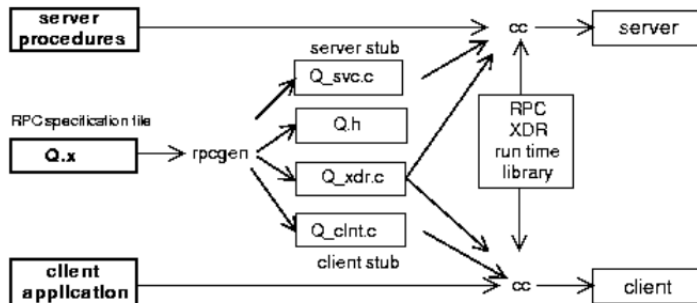 server
procedures
cc
server
server stub
Q_svc.c
RPC specification file
Q.h
RPC
XDR
run time
library
Q.x
rpcgen
Q_xdr.c
Q_clnt.c
client stub
client
application
cc
client